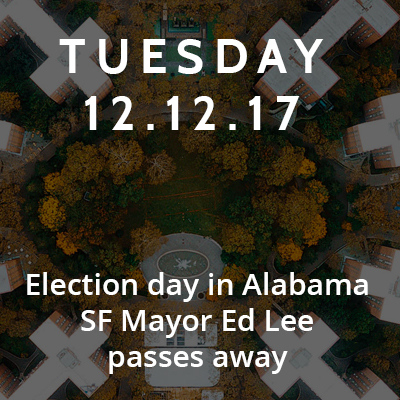 TUESDAY
12.12.17
Election day in Alabama
SF Mayor Ed Lee
passes away